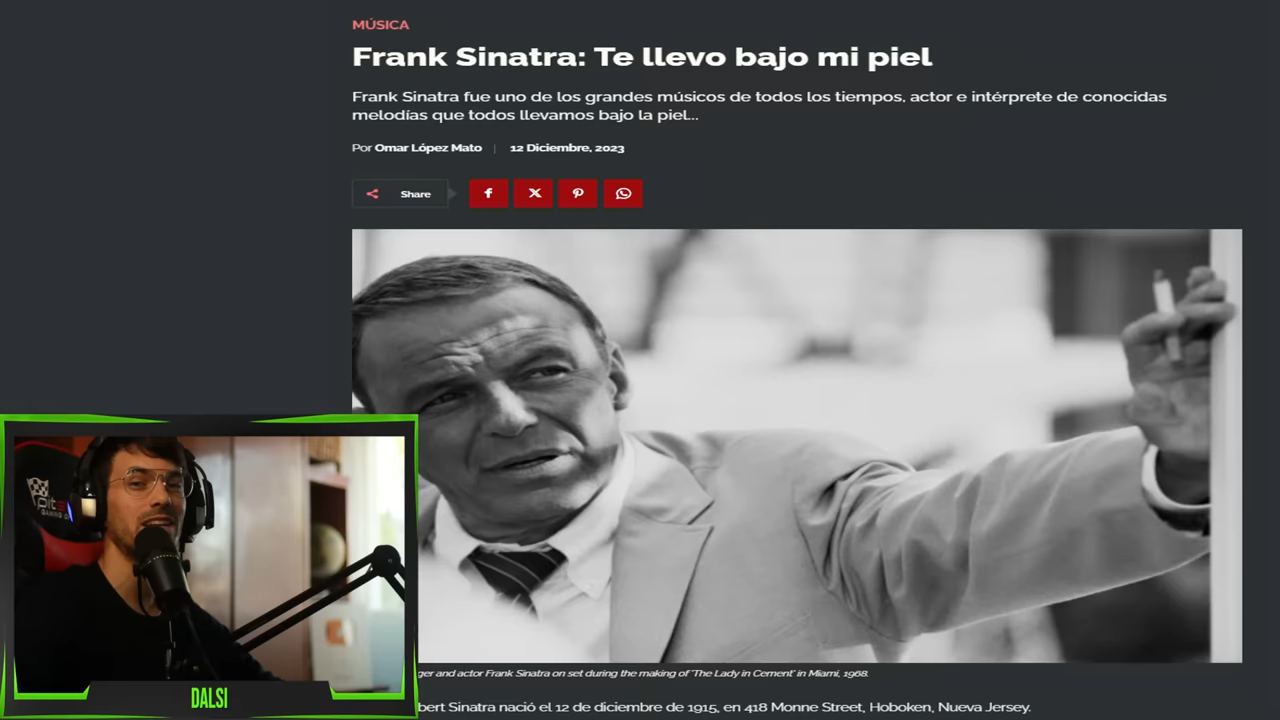 MÚSICA
Frank Sinatra: Te llevo bajo mi piel
Frank Sinatra fue uno de los grandes músicos de todos los tiempos, actor e intérprete de conocidas
melodías que todos llevamos bajo la piel...
Por Omar López Mato | 12 Diciembre, 2023
Share
ger and actor Frank Sinatra on set during the making of 'The Lady in Cement' in Miami, 1968.
bert Sinatra nació el 12 de diciembre de 1915, en 418 Monne Street, Hoboken, Nueva Jersey.
DALSI